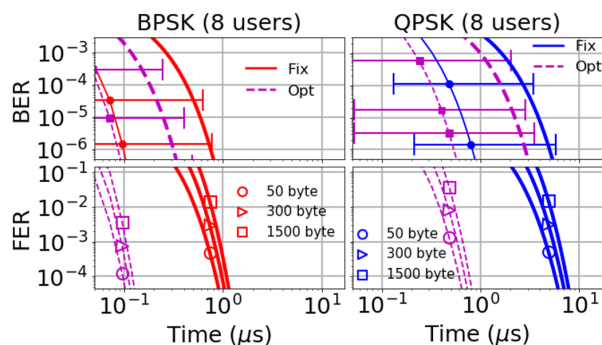 BPSK (8 users)
QPSK (8 users)
BER
10⁻³
10⁻⁴
10⁻⁵
10⁻⁶
Fix
Opt
Fix
Opt
FER
10⁻¹
10⁻²
10⁻³
10⁻⁴
50 byte
300 byte
1500 byte
50 byte
300 byte
1500 byte
10⁻¹
10⁰
10¹
10⁻¹
10⁰
10¹
Time (μs)
Time (μs)